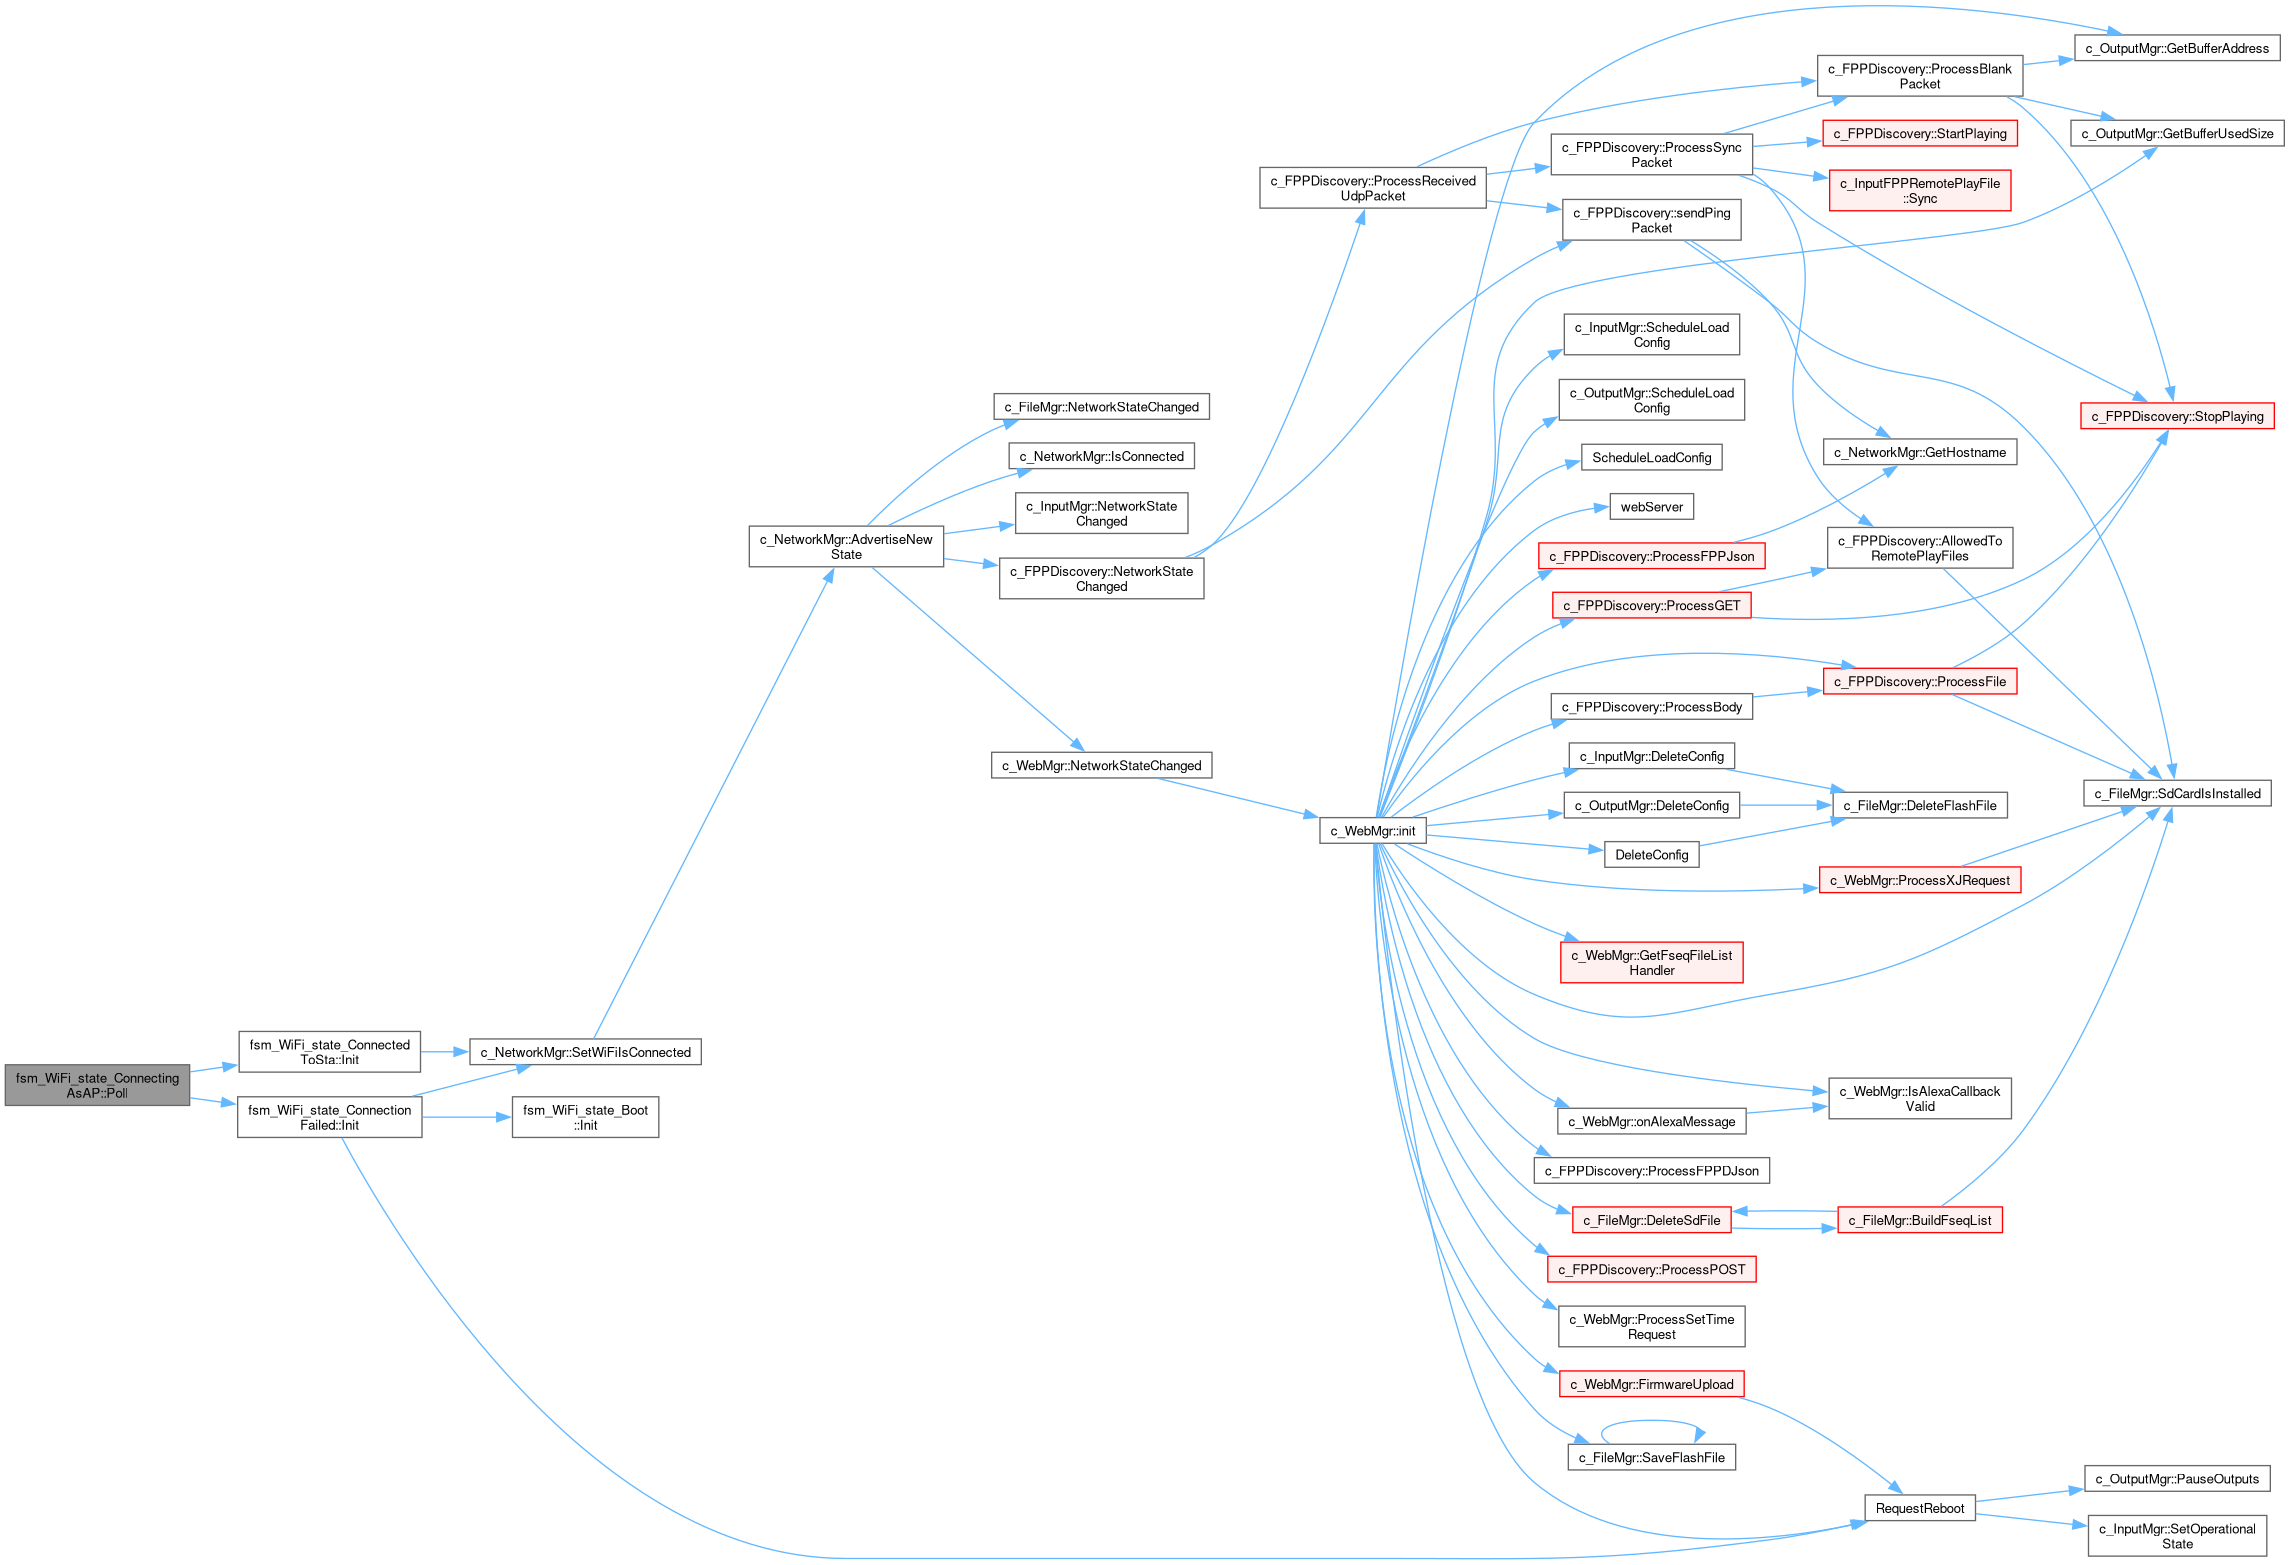 fsm_WiFi_state_Connecting
AsAP::Poll
fsm_WiFi_state_Connected
ToSta::Init
fsm_WiFi_state_Connection
Failed::Init
c_NetworkMgr::SetWiFiIsConnected
fsm_WiFi_state_Boot
::Init
c_NetworkMgr::AdvertiseNew
State
c_FileMgr::NetworkStateChanged
c_NetworkMgr::IsConnected
c_InputMgr::NetworkState
Changed
c_FPPDiscovery::NetworkState
Changed
c_WebMgr::NetworkStateChanged
c_FPPDiscovery::ProcessReceived
UdpPacket
c_WebMgr::init
c_FPPDiscovery::ProcessSync
Packet
c_FPPDiscovery::sendPing
Packet
c_InputMgr::ScheduleLoad
Config
c_OutputMgr::ScheduleLoad
Config
ScheduleLoadConfig
webServer
c_FPPDiscovery::ProcessFPPJson
c_FPPDiscovery::ProcessGET
c_FPPDiscovery::ProcessBody
c_InputMgr::DeleteConfig
c_OutputMgr::DeleteConfig
DeleteConfig
c_WebMgr::GetFseqFileList
Handler
c_WebMgr::onAlexaMessage
c_FPPDiscovery::ProcessFPPDJson
c_FileMgr::DeleteSdFile
c_FPPDiscovery::ProcessPOST
c_WebMgr::ProcessSetTime
Request
c_WebMgr::FirmwareUpload
c_FileMgr::SaveFlashFile
c_FPPDiscovery::ProcessBlank
Packet
c_FPPDiscovery::StartPlaying
c_InputFPPRemotePlayFile
::Sync
c_NetworkMgr::GetHostname
c_FPPDiscovery::AllowedTo
RemotePlayFiles
c_FPPDiscovery::ProcessFile
c_FileMgr::DeleteFlashFile
c_WebMgr::ProcessXJRequest
c_WebMgr::IsAlexaCallback
Valid
c_FileMgr::BuildFseqList
RequestReboot
c_OutputMgr::GetBufferAddress
c_OutputMgr::GetBufferUsedSize
c_FPPDiscovery::StopPlaying
c_FileMgr::SdCardIsInstalled
c_OutputMgr::PauseOutputs
c_InputMgr::SetOperational
State